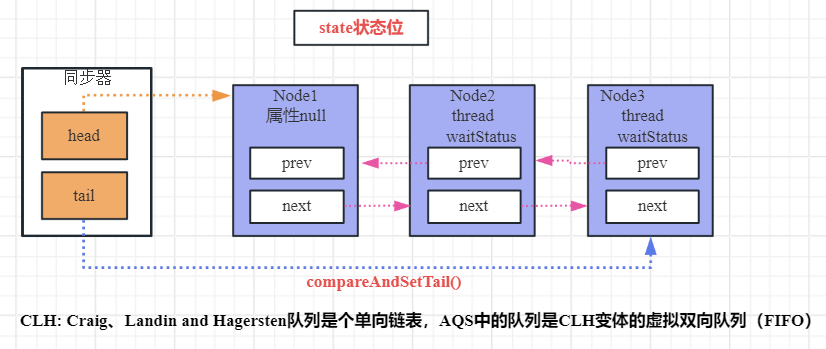 state状态位
同步器
head
tail
Node1
属性null
prev
next
Node2
thread
waitStatus
prev
next
Node3
thread
waitStatus
prev
next
compareAndSetTail()
CLH: Craig、Landin and Hagersten队列是个单向链表，AQS中的队列是CLH变体的虚拟双向队列（FIFO）